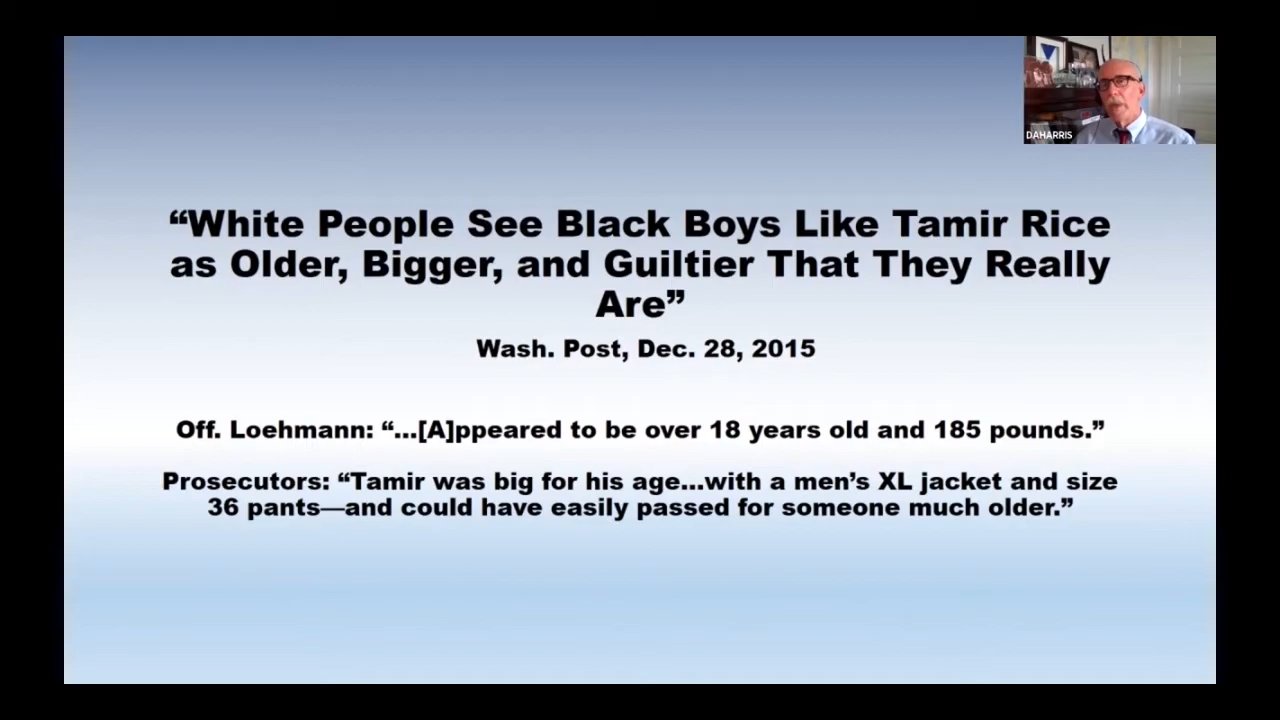 DAHARRIS
“White People See Black Boys Like Tamir Rice
as Older, Bigger, and Guiltier That They Really
Are”
Wash. Post, Dec. 28, 2015
Off. Loehmann: “...[A]ppeared to be over 18 years old and 185 pounds.”
Prosecutors: “Tamir was big for his age...with a men’s XL jacket and size
36 pants—and could have easily passed for someone much older.”